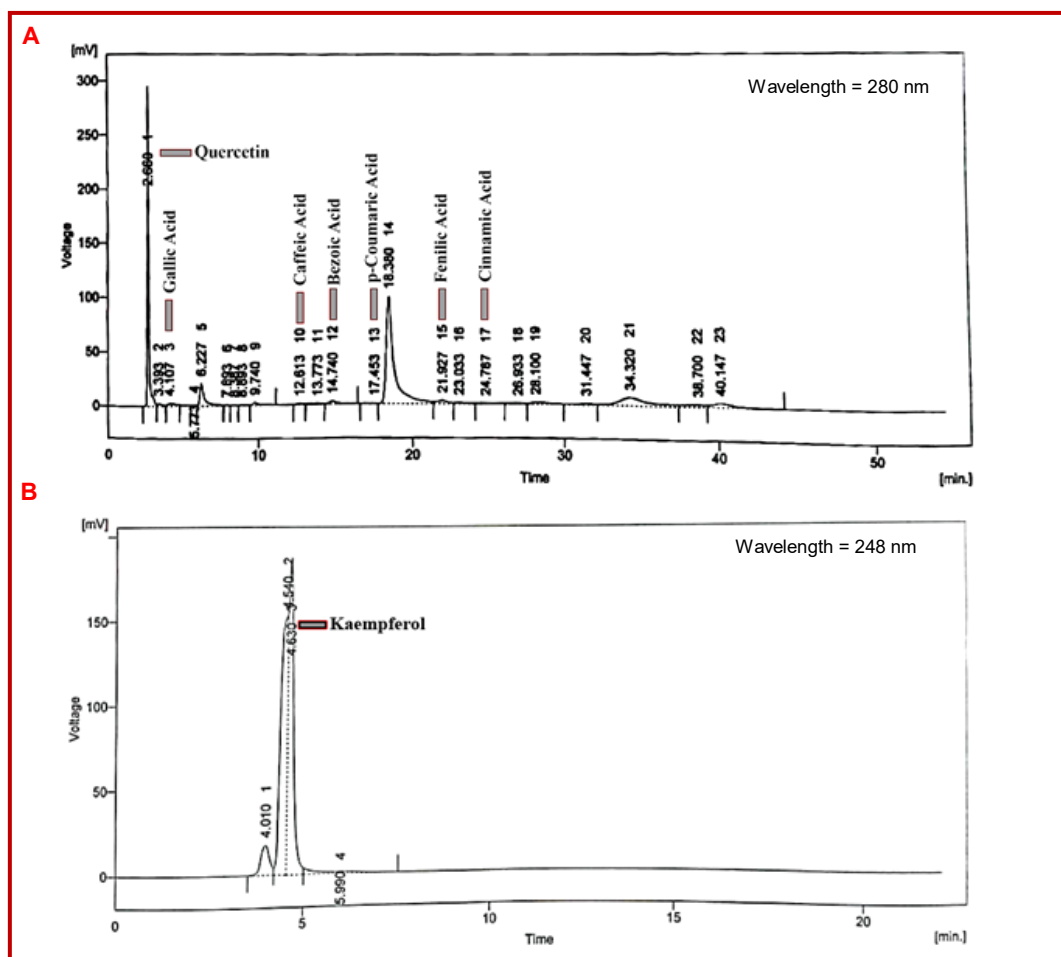 A
[mV]
Wavelength = 280 nm
300
250
200
150
100
50
0
Voltage
2.660 1
Quercetin
3.393 2
4.107 3
Gallic Acid
5.773 4
6.227 5
7.693 6
8.893 8
9.740 9
12.613 10
Caffeic Acid
13.773 11
14.740 12
Bezoic Acid
17.453 13
p-Coumaric Acid
18.380 14
21.927 15
Fenilic Acid
23.033 16
24.787 17
Cinnamic Acid
26.933 18
28.100 19
31.447 20
34.320 21
38.700 22
40.147 23
0 10 20 30 40 50
Time
[min.]
B
[mV]
Wavelength = 248 nm
150
100
50
0
Voltage
4.010 1
4.540 2
4.630
Kaempferol
5.990 4
0 5 10 15 20
Time
[min.]